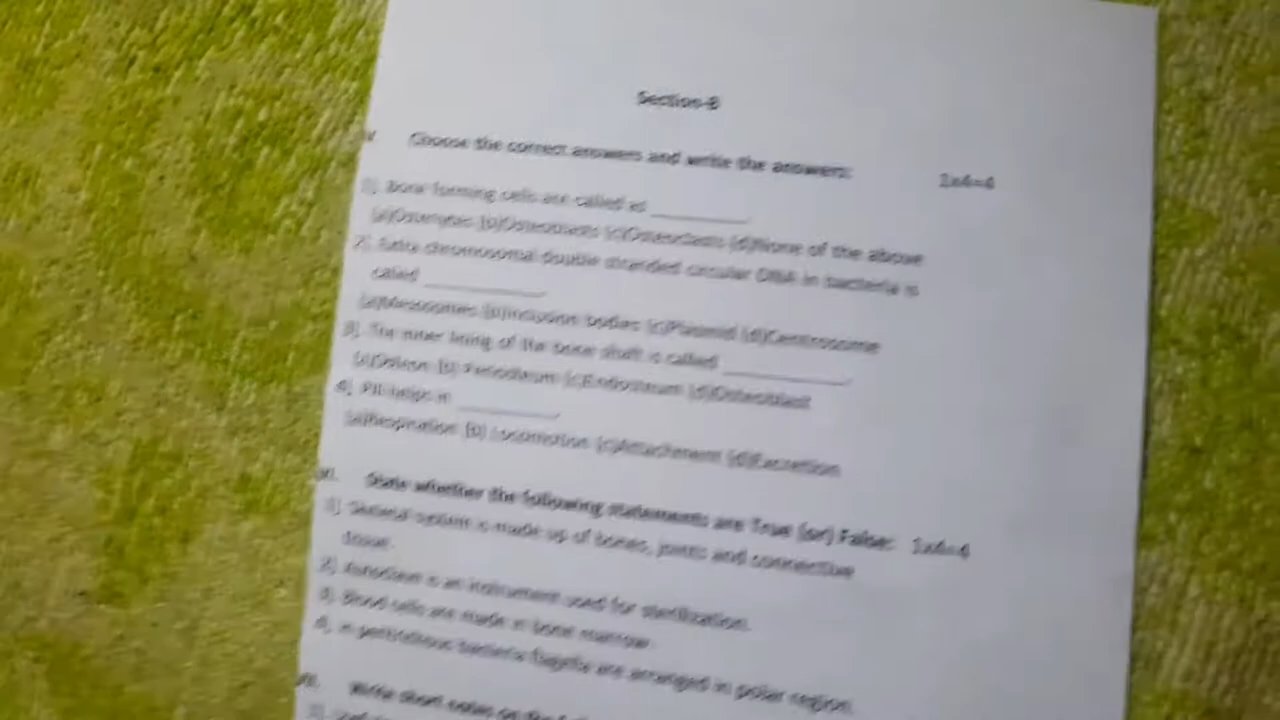 Section-B
V. Choose the correct answers and write the answers: 1x4=4
1). Bone forming cells are called as ________
(a)Osteocytes (b)Osteoblasts (c)Osteoclasts (d)None of the above
2). Extra chromosomal double stranded circular DNA in bacteria is
called ________.
(a)Mesosomes (b)Inclusion bodies (c)Plasmid (d)Centrosome
3). The inner lining of the bone shaft is called ________.
(b) Periosteum (c)Endosteum (d)Osteoblast
4). Pili helps in ________.
(a)Respiration (b) Locomotion (c)Attachment (d)Excretion
VI. State whether the following statements are True (or) False: 1x4=4
1) Skeletal system is made up of bones, joints and connective
tissue.
2) Autoclave is an instrument used for sterilization.
3). Blood cells are made in bone marrow.
4). In peritrichous bacteria flagella are arranged in polar region.
VII. Write short notes on the